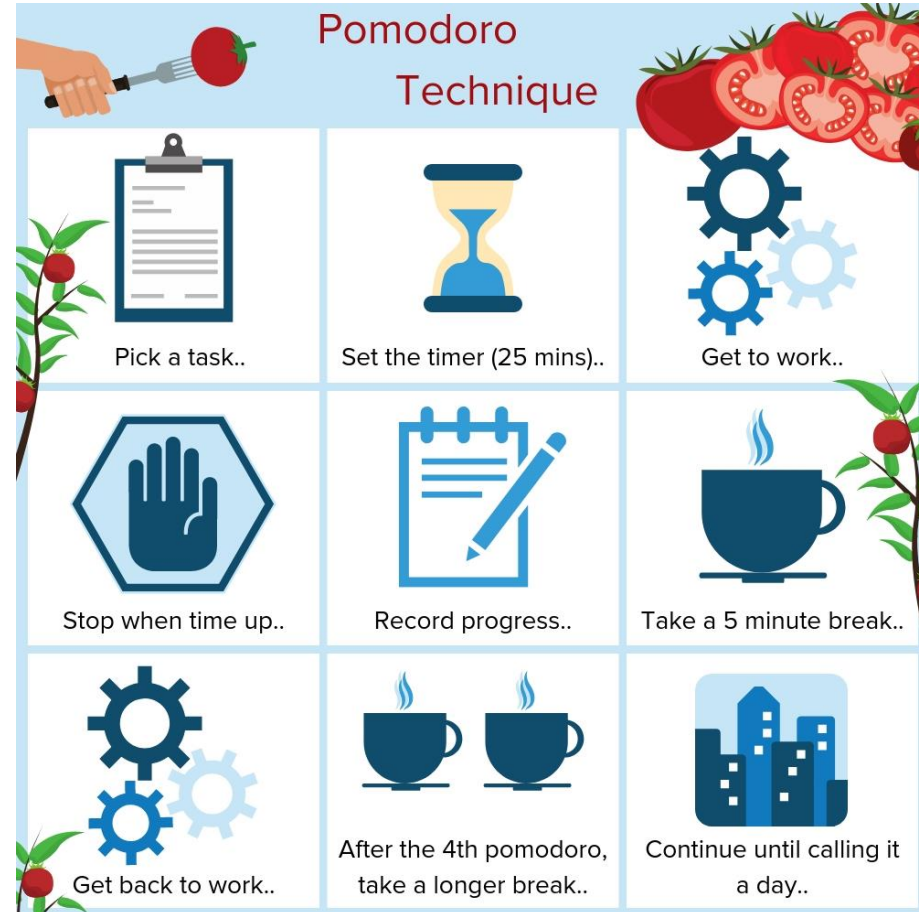 Pomodoro
Technique
Pick a task..
Set the timer (25 mins)..
Get to work..
Stop when time up..
Record progress..
Take a 5 minute break..
Get back to work..
After the 4th pomodoro,
take a longer break..
Continue until calling it
a day..